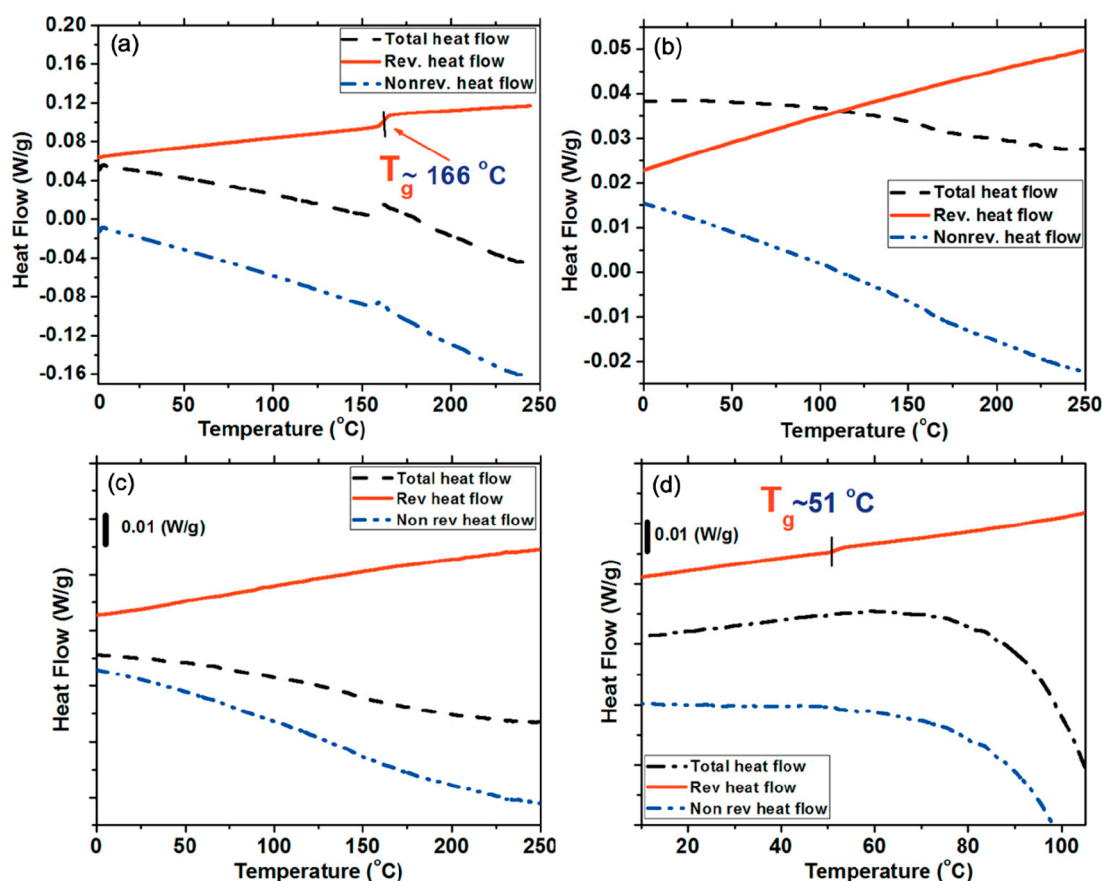 (a)
Total heat flow
Rev. heat flow
Nonrev. heat flow
Tg~ 166 °C
0.20
0.16
0.12
0.08
0.04
0.00
-0.04
-0.08
-0.12
-0.16
Heat Flow (W/g)
0 50 100 150 200 250
Temperature (°C)
(b)
0.05
0.04
0.03
0.02
0.01
0.00
-0.01
-0.02
Heat Flow (W/g)
Total heat flow
Rev. heat flow
Nonrev. heat flow
0 50 100 150 200 250
Temperature (°C)
(c)
0.01 (W/g)
Total heat flow
Rev heat flow
Non rev heat flow
Heat Flow (W/g)
0 50 100 150 200 250
Temperature (°C)
(d)
Tg~51 °C
0.01 (W/g)
Heat Flow (W/g)
Total heat flow
Rev heat flow
Non rev heat flow
20 40 60 80 100
Temperature (°C)